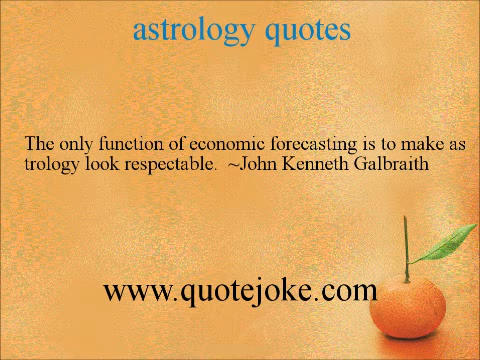 astrology quotes
The only function of economic forecasting is to make as
trology look respectable.  ~John Kenneth Galbraith
www.quotejoke.com